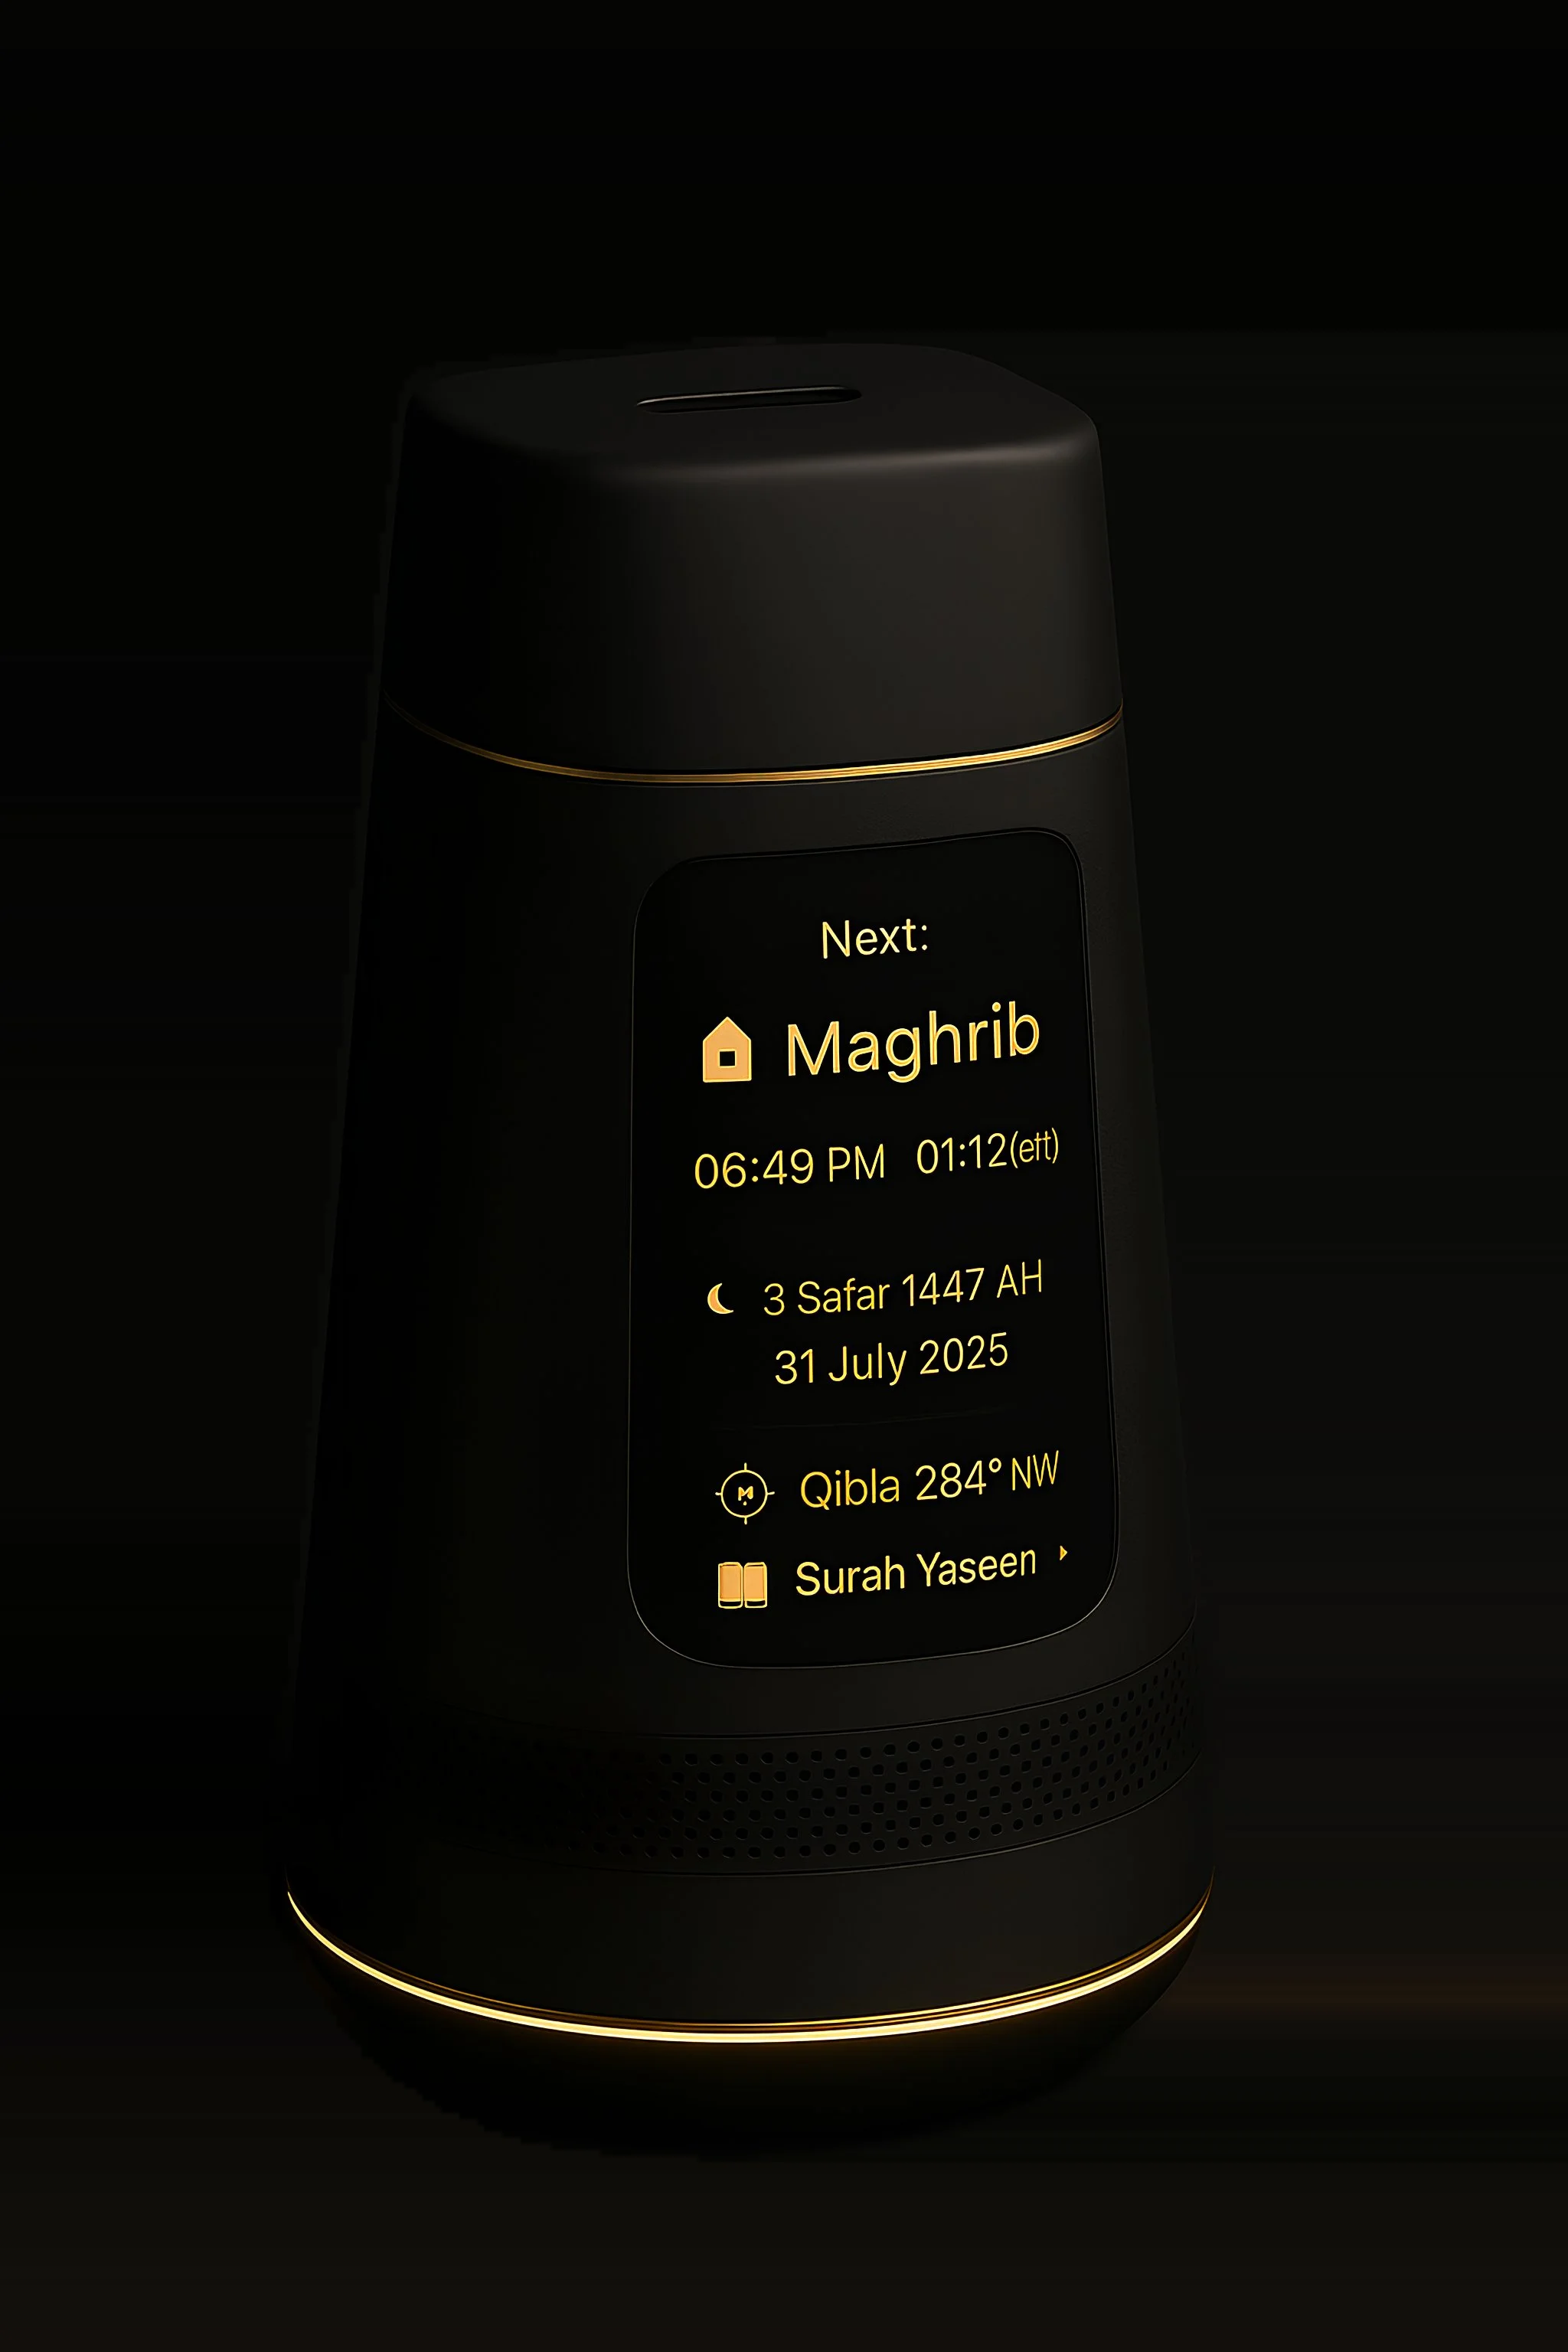 Next:
Maghrib
06:49 PM 01:12(ett)
3 Safar 1447 AH
31 July 2025
Qibla 284° NW
Surah Yaseen